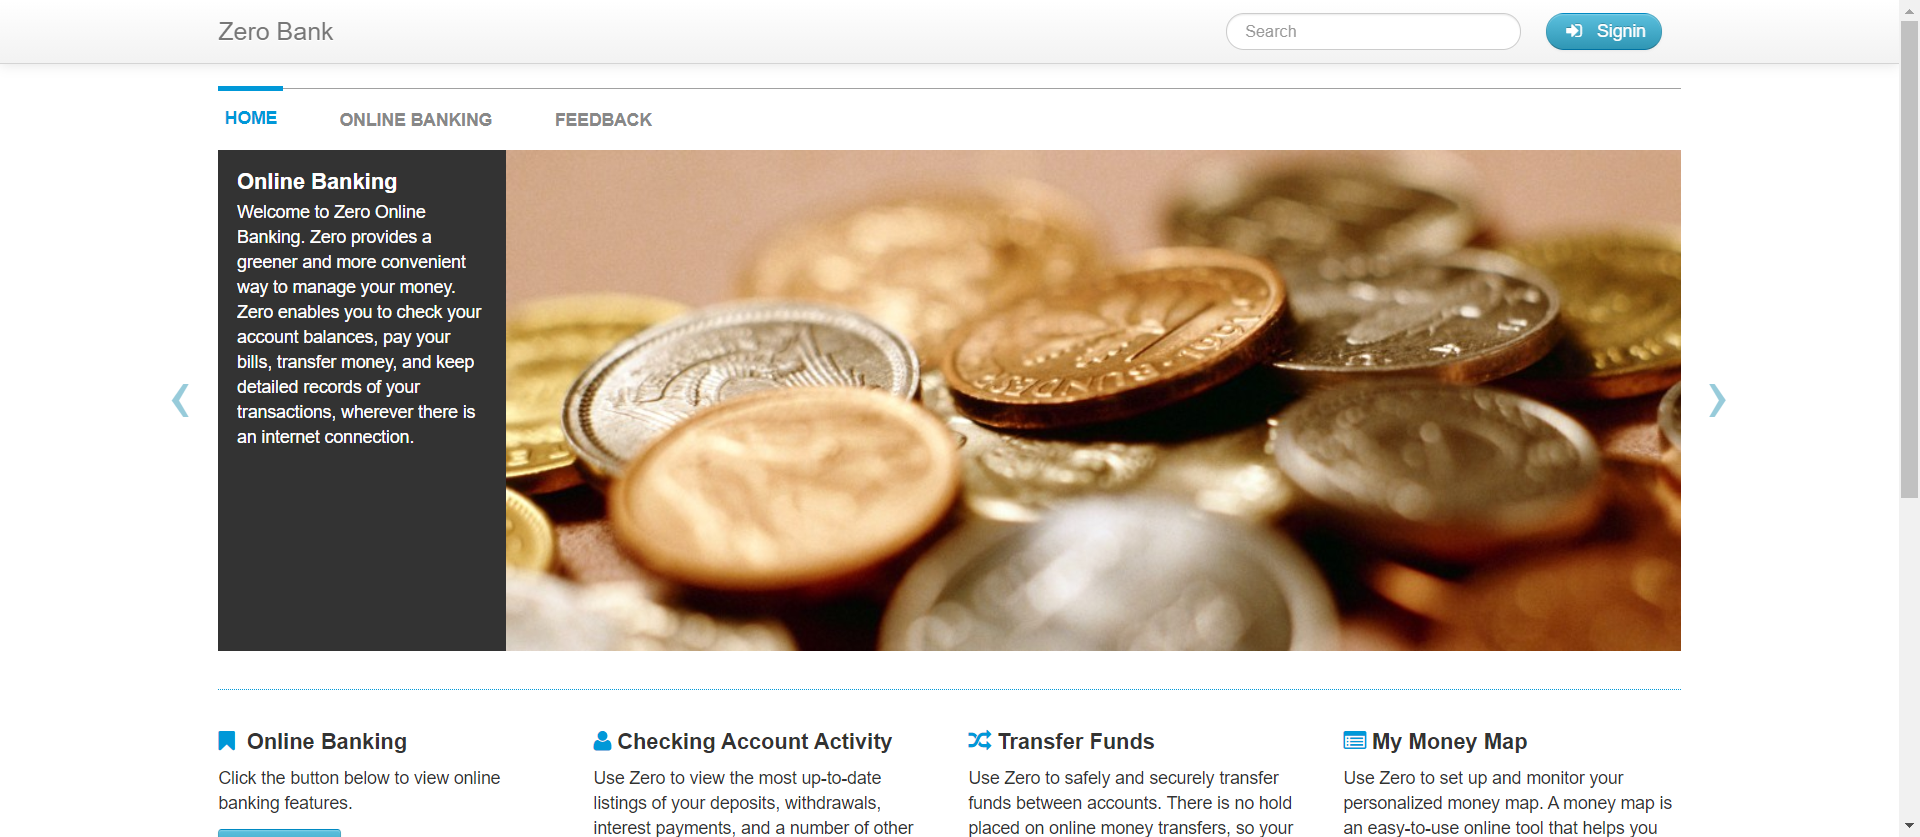 Zero Bank
Search
Signin
HOME
ONLINE BANKING
FEEDBACK
Online Banking
Welcome to Zero Online
Banking. Zero provides a
greener and more convenient
way to manage your money.
Zero enables you to check your
account balances, pay your
bills, transfer money, and keep
detailed records of your
transactions, wherever there is
an internet connection.
Online Banking
Click the button below to view online
banking features.
Checking Account Activity
Use Zero to view the most up-to-date
listings of your deposits, withdrawals,
interest payments, and a number of other
Transfer Funds
Use Zero to safely and securely transfer
funds between accounts. There is no hold
placed on online money transfers, so your
My Money Map
Use Zero to set up and monitor your
personalized money map. A money map is
an easy-to-use online tool that helps you